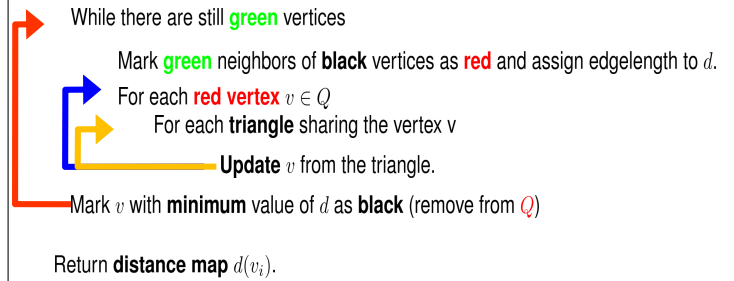 While there are still green vertices
Mark green neighbors of black vertices as red and assign edgelength to d.
For each red vertex v ∈ Q
For each triangle sharing the vertex v
Update v from the triangle.
Mark v with minimum value of d as black (remove from Q)
Return distance map d(vᵢ).